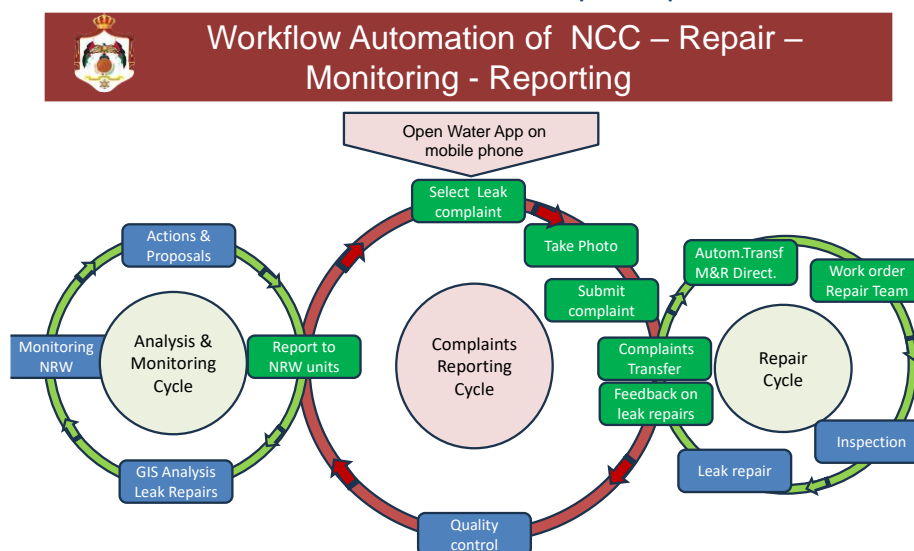 Workflow Automation of NCC – Repair –
Monitoring - Reporting
Open Water App on
mobile phone
Select Leak
complaint
Take Photo
Submit
complaint
Complaints
Transfer
Feedback on
leak repairs
Autom.Transf
M&R Direct.
Work order
Repair Team
Repair
Cycle
Inspection
Leak repair
Complaints
Reporting
Cycle
Quality
control
Actions &
Proposals
Analysis &
Monitoring
Cycle
Monitoring
NRW
Report to
NRW units
GIS Analysis
Leak Repairs